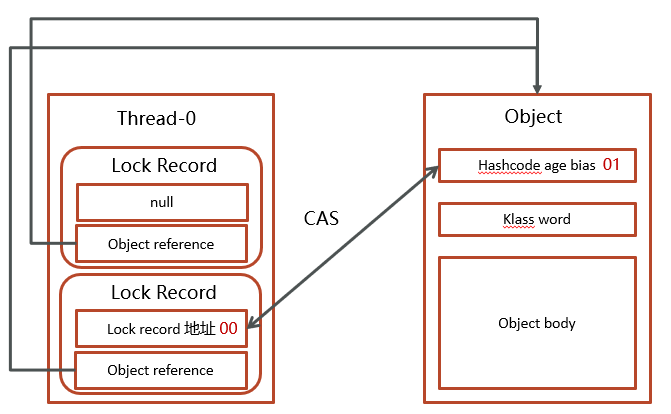 Thread-0
Lock Record
null
Object reference
Lock Record
Lock record 地址 00
Object reference
CAS
Object
Hashcode age bias 01
Klass word
Object body